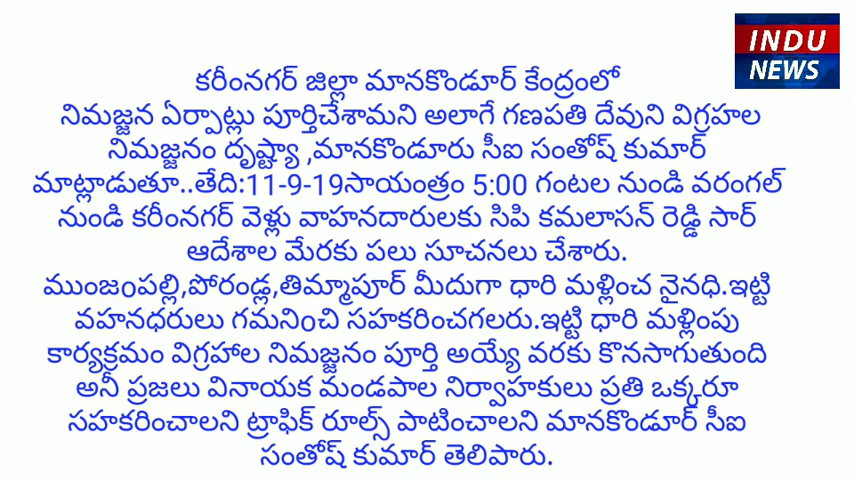 INDU
NEWS
కరీంనగర్ జిల్లా మానకొండూర్ కేంద్రంలో
నిమజ్జన ఏర్పాట్లు పూర్తిచేశామని అలాగే గణపతి దేవుని విగ్రహల
నిమజ్జనం దృష్ట్యా ,మానకొండూరు సీఐ సంతోష్ కుమార్
మాట్లాడుతూ..తేది:11-9-19సాయంత్రం 5:00 గంటల నుండి వరంగల్
నుండి కరీంనగర్ వెళ్లు వాహనదారులకు సిపి కమలాసన్ రెడ్డి సార్
ఆదేశాల మేరకు పలు సూచనలు చేశారు.
ముంజoపల్లి,పోరండ్ల,తిమ్మాపూర్ మీదుగా ధారి మళ్లించ నైనధి.ఇట్టి
వహనధరులు గమనిoచి సహకరించగలరు.ఇట్టి ధారి మళ్లింపు
కార్యక్రమం విగ్రహాల నిమజ్జనం పూర్తి అయ్యే వరకు కొనసాగుతుంది
అనీ ప్రజలు వినాయక మండపాల నిర్వాహకులు ప్రతి ఒక్కరూ
సహకరించాలని ట్రాఫిక్ రూల్స్ పాటించాలని మానకొండూర్ సీఐ
సంతోష్ కుమార్ తెలిపారు.